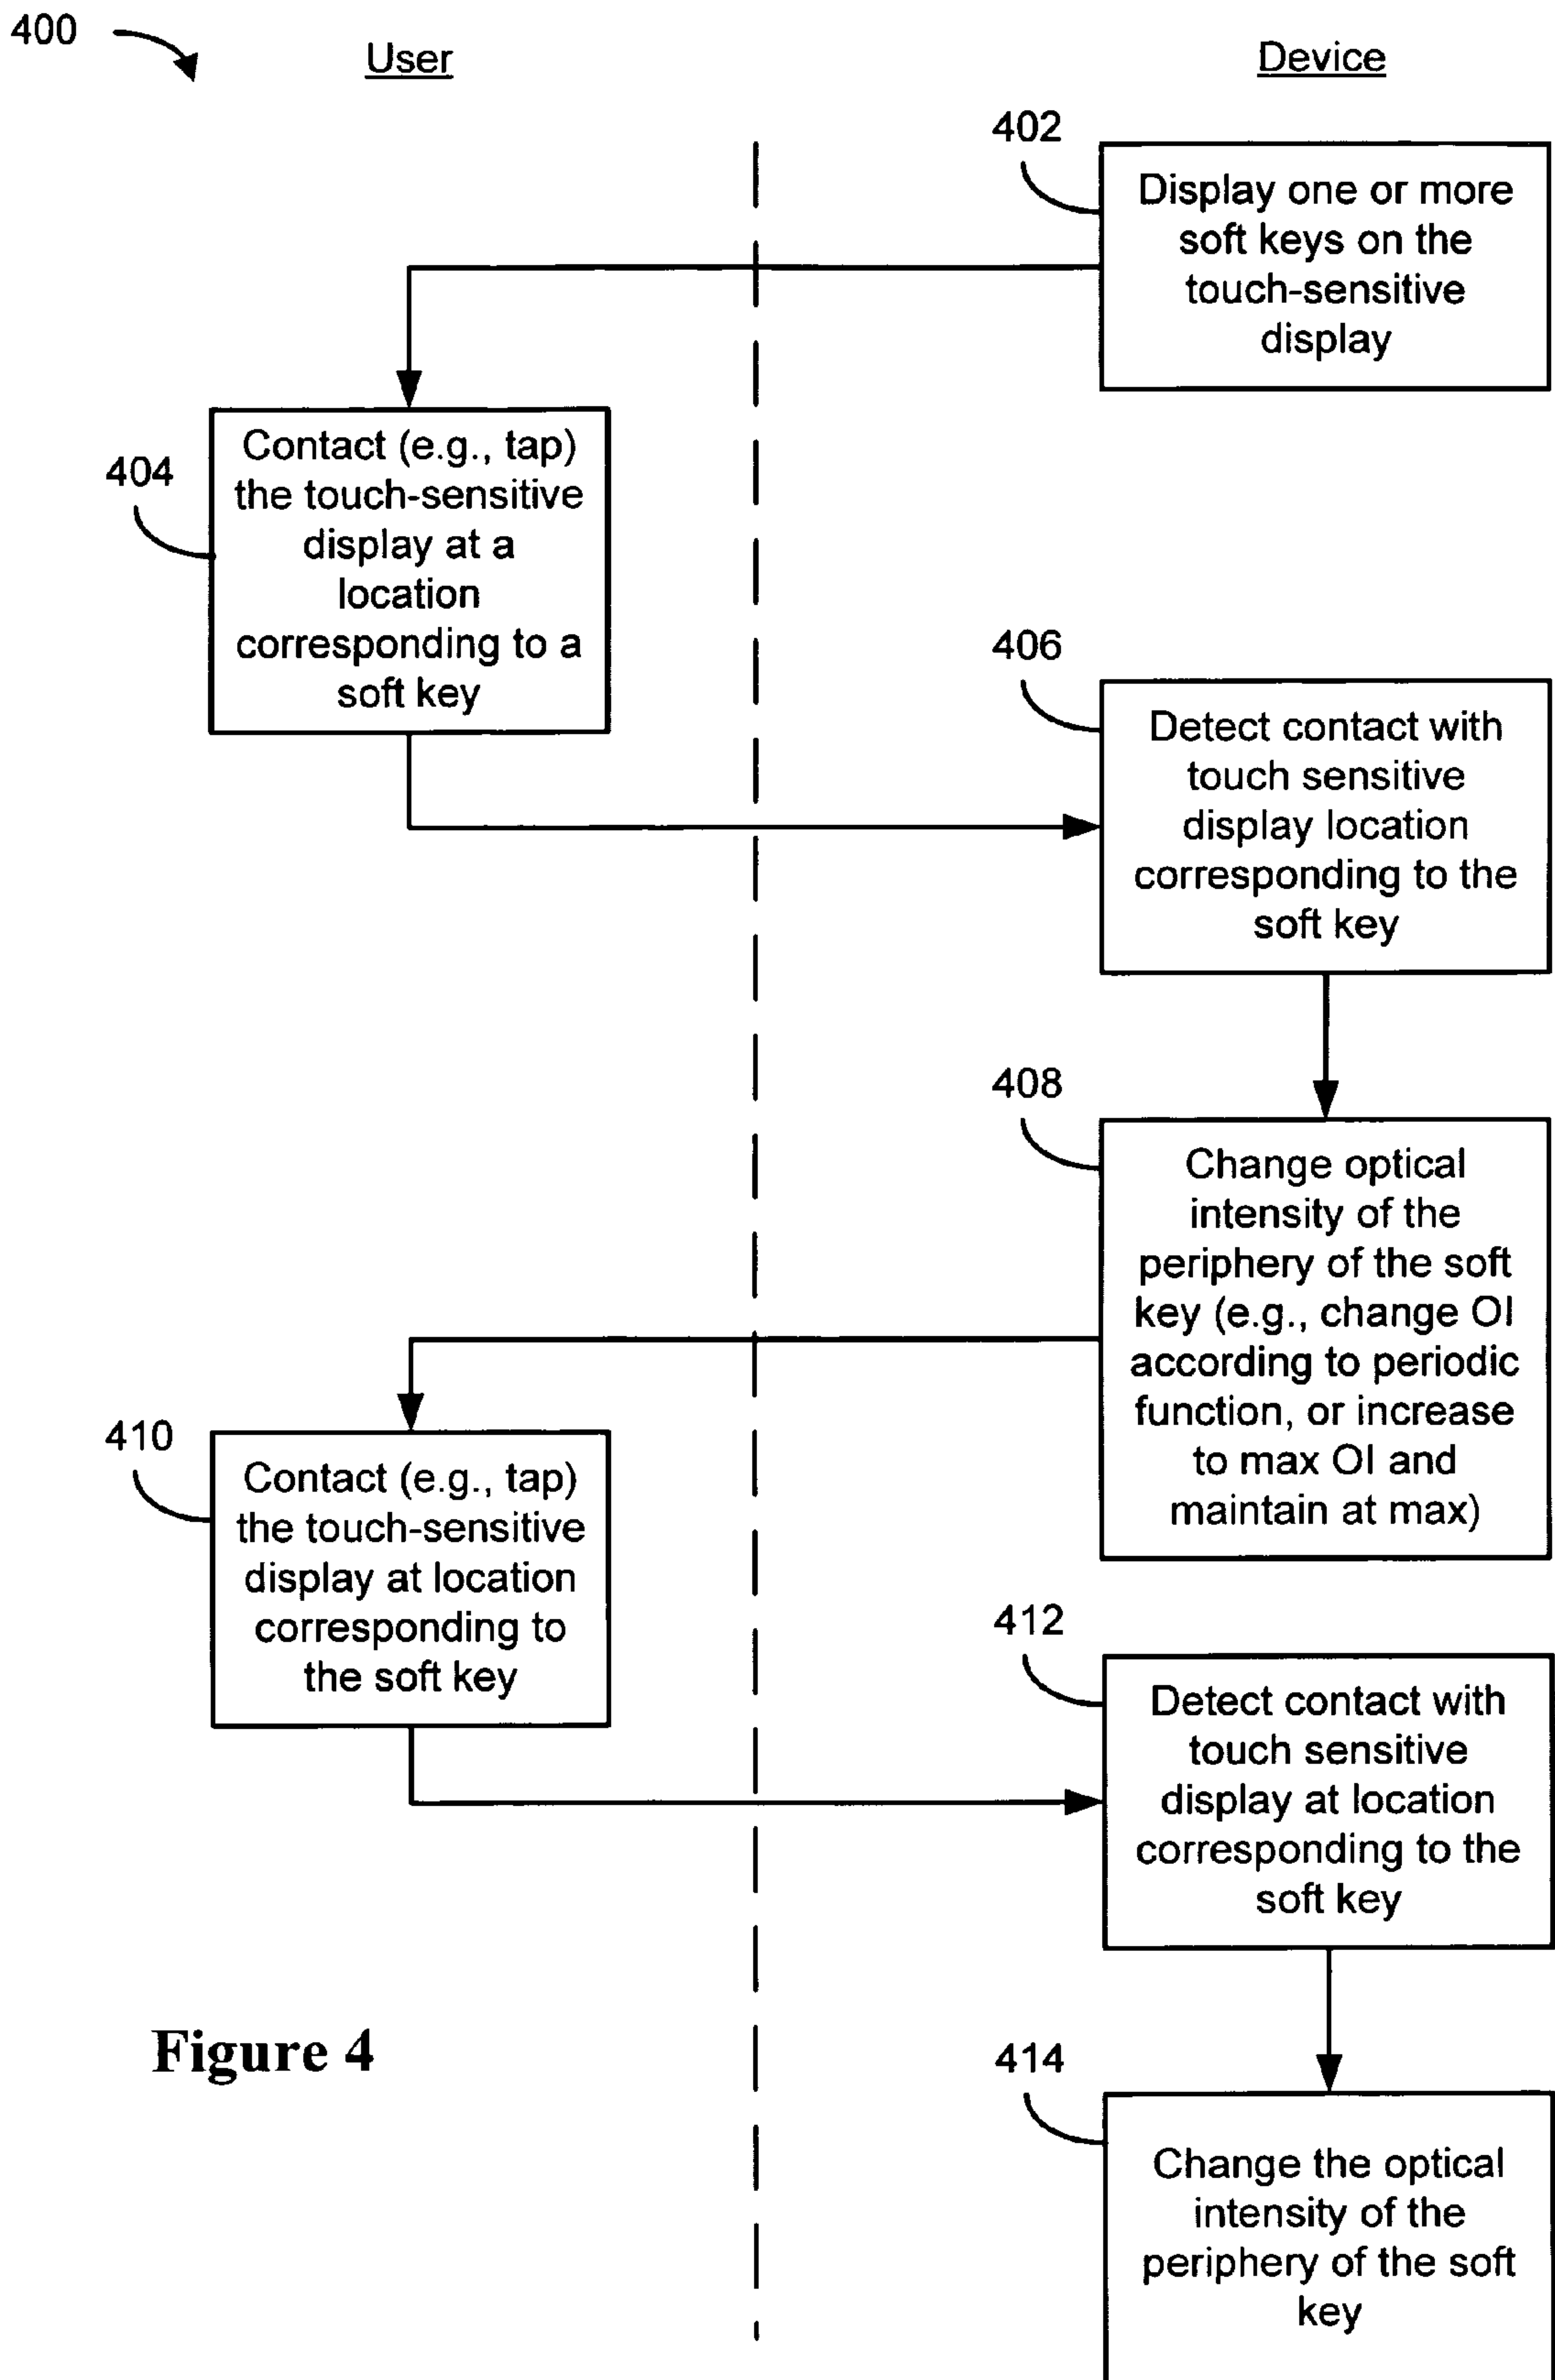 400
User
Device
402
Display one or more
soft keys on the
touch-sensitive
display
404
Contact (e.g., tap)
the touch-sensitive
display at a
location
corresponding to a
soft key
406
Detect contact with
touch sensitive
display location
corresponding to the
soft key
408
Change optical
intensity of the
periphery of the soft
key (e.g., change OI
according to periodic
function, or increase
to max OI and
maintain at max)
410
Contact (e.g., tap)
the touch-sensitive
display at location
corresponding to
the soft key
412
Detect contact with
touch sensitive
display at location
corresponding to the
soft key
414
Change the optical
intensity of the
periphery of the soft
key
Figure 4